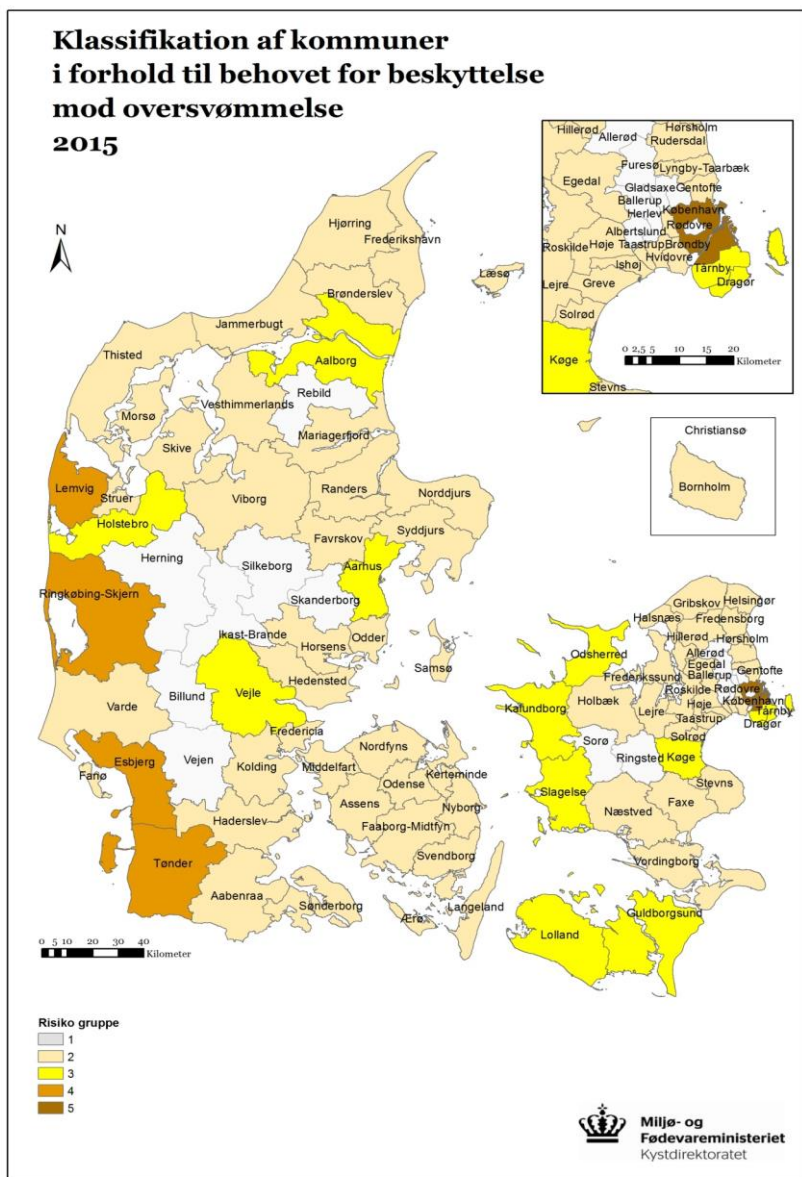 Klassifikation af kommuner
i forhold til behovet for beskyttelse
mod oversvømmelse
2015
N
Hillerød
Allerød
Hørsholm
Rudersdal
Furesø
Lyngby-Taarbæk
Egedal
Gladsaxe
Gentofte
Ballerup
Herlev
København
Rødovre
Albertslund
Roskilde
Høje
Taastrup
Brøndby
Hvidovre
Ishøj
Tårnby
Lejre
Greve
Dragør
Solrød
Køge
0 2,5 5 10 15 20
Kilometer
Stevns
Hjørring
Frederikshavn
Læsø
Brønderslev
Jammerbugt
Thisted
Aalborg
Rebild
Vesthimmerlands
Morsø
Mariagerfjord
Skive
Christiansø
Bornholm
Lemvig
Struer
Viborg
Randers
Norddjurs
Holstebro
Syddjurs
Favrskov
Herning
Silkeborg
Aarhus
Ringkøbing-Skjern
Skanderborg
Ikast-Brande
Odder
Horsens
Samsø
Hedensted
Billund
Vejle
Varde
Fredericia
Esbjerg
Vejen
Kolding
Fanø
Nordfyns
Middelfart
Kerteminde
Odense
Assens
Nyborg
Haderslev
Faaborg-Midtfyn
Svendborg
Tønder
Aabenraa
Sønderborg
Ærø
Langeland
Gribskov
Helsingør
Halsnæs
Fredensborg
Hillerød
Hørsholm
Odsherred
Allerød
Egedal
Gentofte
Frederikssund
Ballerup
Kalundborg
Roskilde
Rødovre
Holbæk
København
Tårnby
Høje
Lejre
Taastrup
Dragør
Solrød
Sorø
Ringsted
Køge
Slagelse
Stevns
Faxe
Næstved
Vordingborg
Guldborgsund
Lolland
0 5 10 20 30 40
Kilometer
Risiko gruppe
1
2
3
4
5
Miljø- og
Fødevareministeriet
Kystdirektoratet